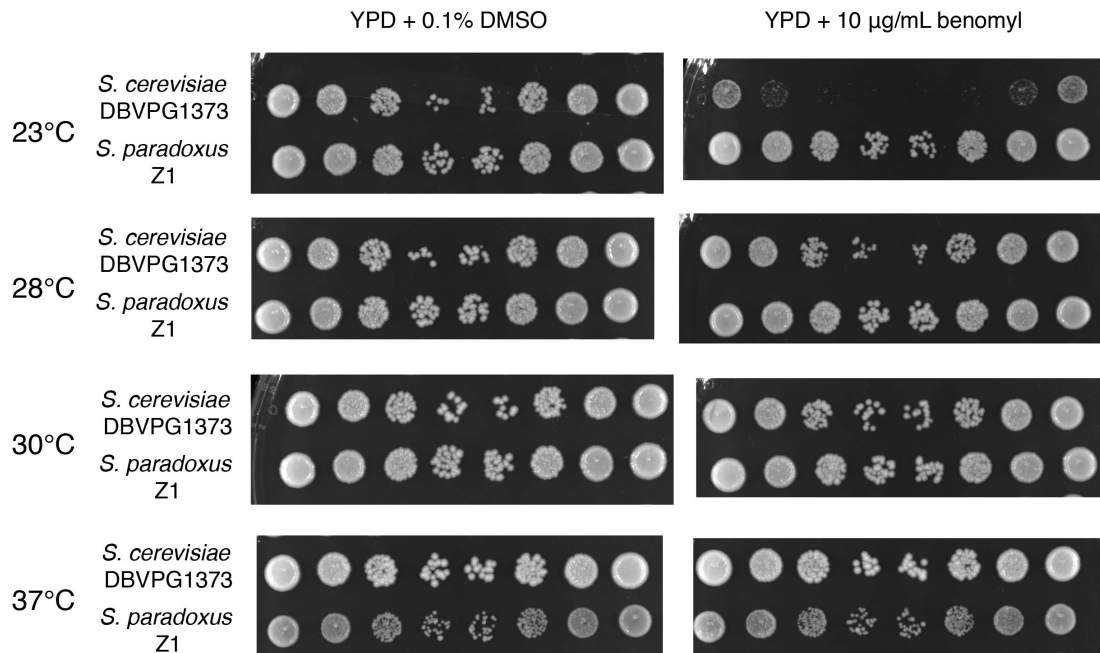 YPD + 0.1% DMSO
YPD + 10 µg/mL benomyl
23°C
S. cerevisiae
DBVPG1373
S. paradoxus
Z1
28°C
S. cerevisiae
DBVPG1373
S. paradoxus
Z1
30°C
S. cerevisiae
DBVPG1373
S. paradoxus
Z1
37°C
S. cerevisiae
DBVPG1373
S. paradoxus
Z1